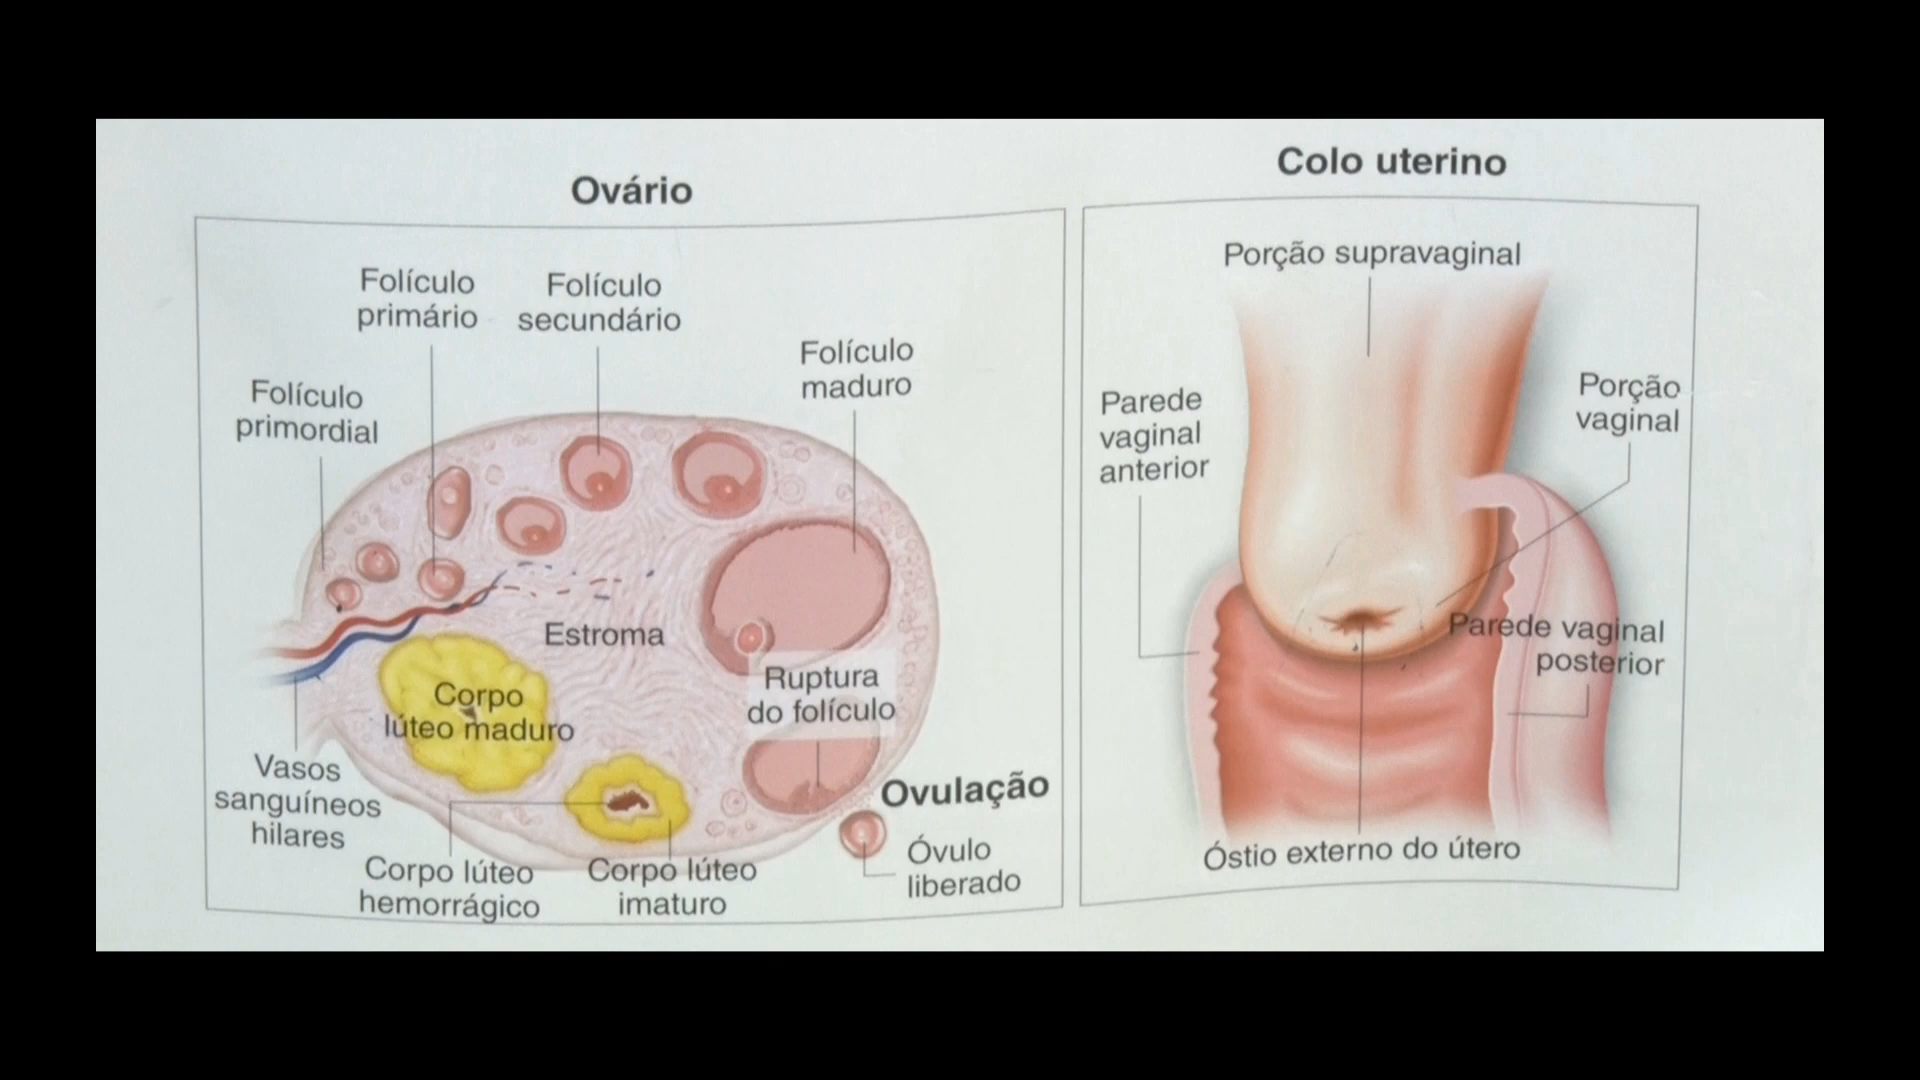 Ovário
Folículo
primário
Folículo
secundário
Folículo
maduro
Folículo
primordial
Estroma
Corpo
lúteo maduro
Ruptura
do folículo
Vasos
sanguíneos
hilares
Corpo lúteo
hemorrágico
Corpo lúteo
imaturo
Ovulação
Óvulo
liberado
Colo uterino
Porção supravaginal
Parede
vaginal
anterior
Porção
vaginal
Parede vaginal
posterior
Óstio externo do útero